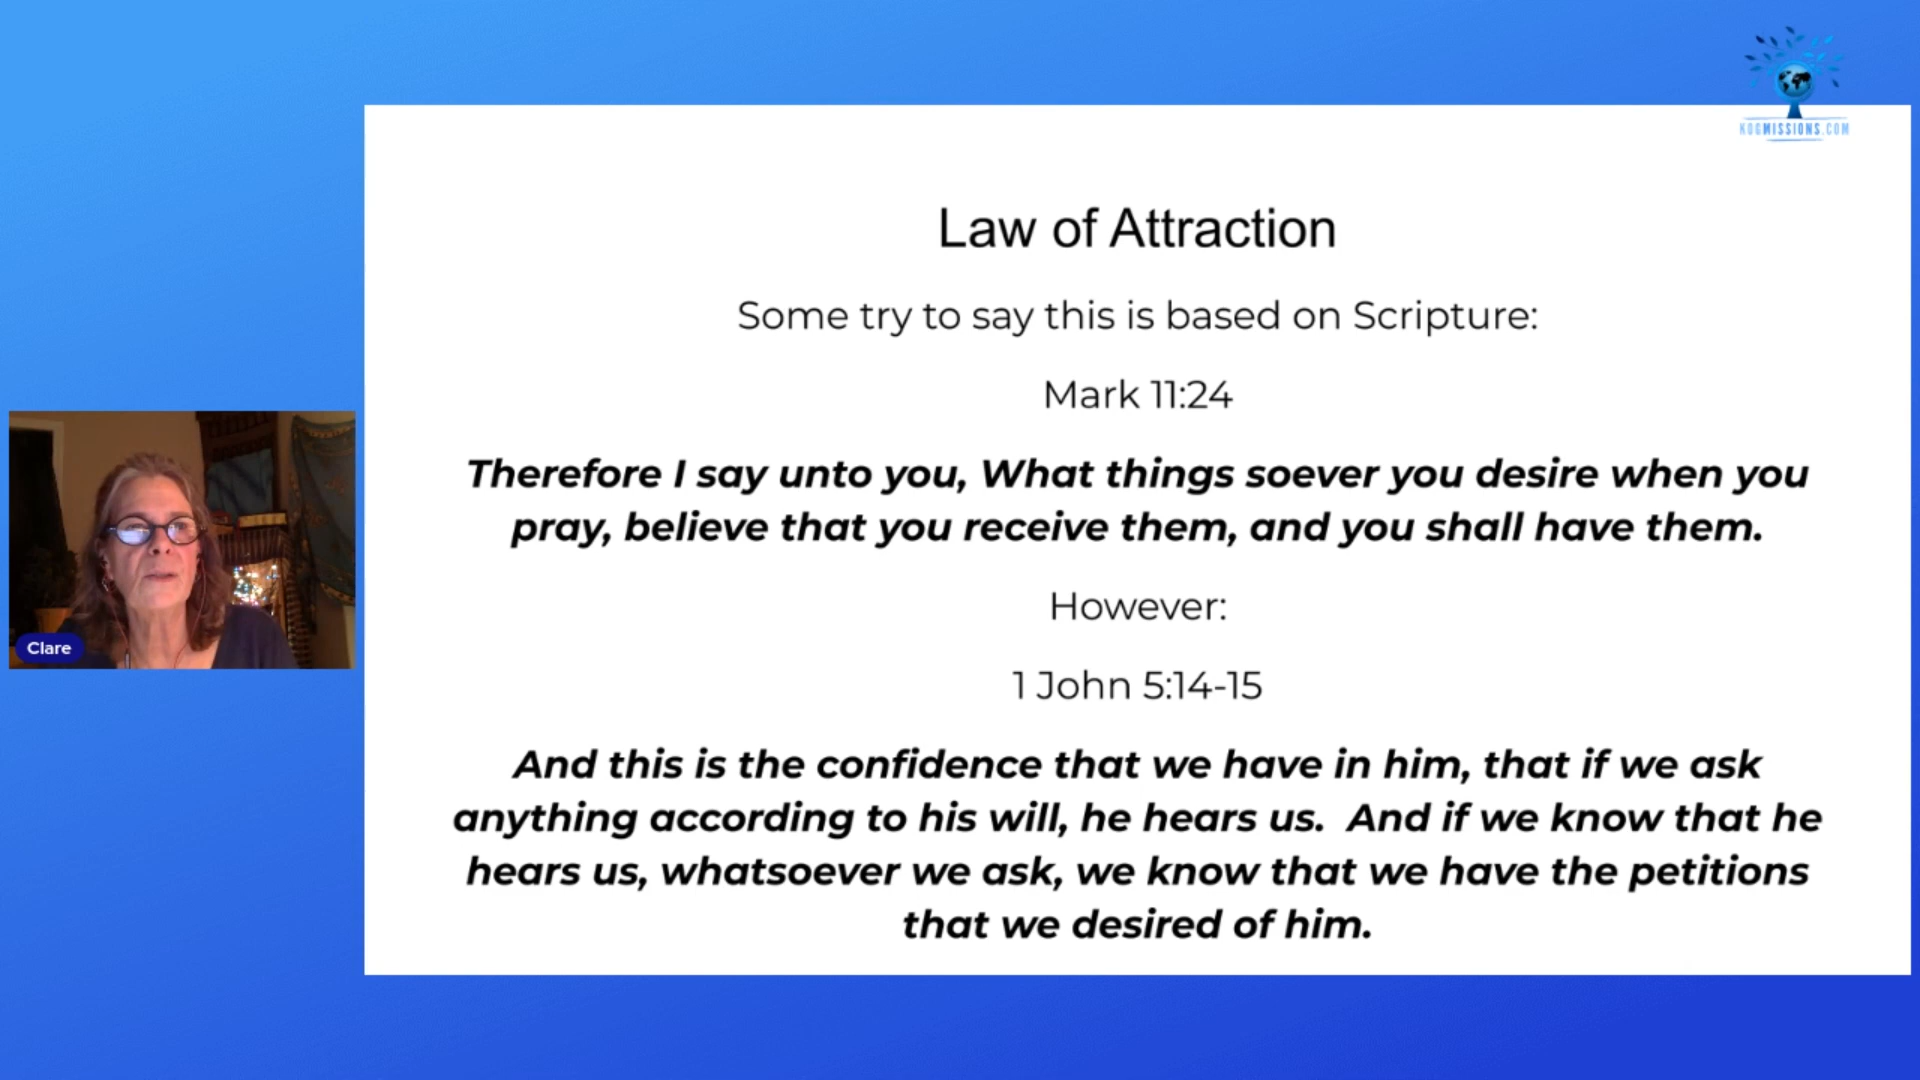 KOGMISSIONS.COM
Law of Attraction
Some try to say this is based on Scripture:
Mark 11:24
Therefore I say unto you, What things soever you desire when you
pray, believe that you receive them, and you shall have them.
However:
1 John 5:14-15
And this is the confidence that we have in him, that if we ask
anything according to his will, he hears us.  And if we know that he
hears us, whatsoever we ask, we know that we have the petitions
that we desired of him.
Clare